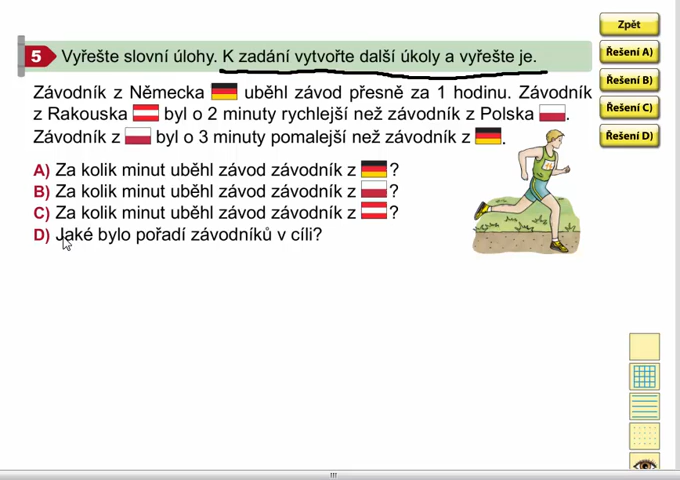 Zpět
5 Vyřešte slovní úlohy. K zadání vytvořte další úkoly a vyřešte je.
Řešení A)
Řešení B)
Řešení C)
Řešení D)
Závodník z Německa uběhl závod přesně za 1 hodinu. Závodník
z Rakouska byl o 2 minuty rychlejší než závodník z Polska .
Závodník z byl o 3 minuty pomalejší než závodník z .
A) Za kolik minut uběhl závod závodník z ?
B) Za kolik minut uběhl závod závodník z ?
C) Za kolik minut uběhl závod závodník z ?
D) Jaké bylo pořadí závodníků v cíli?